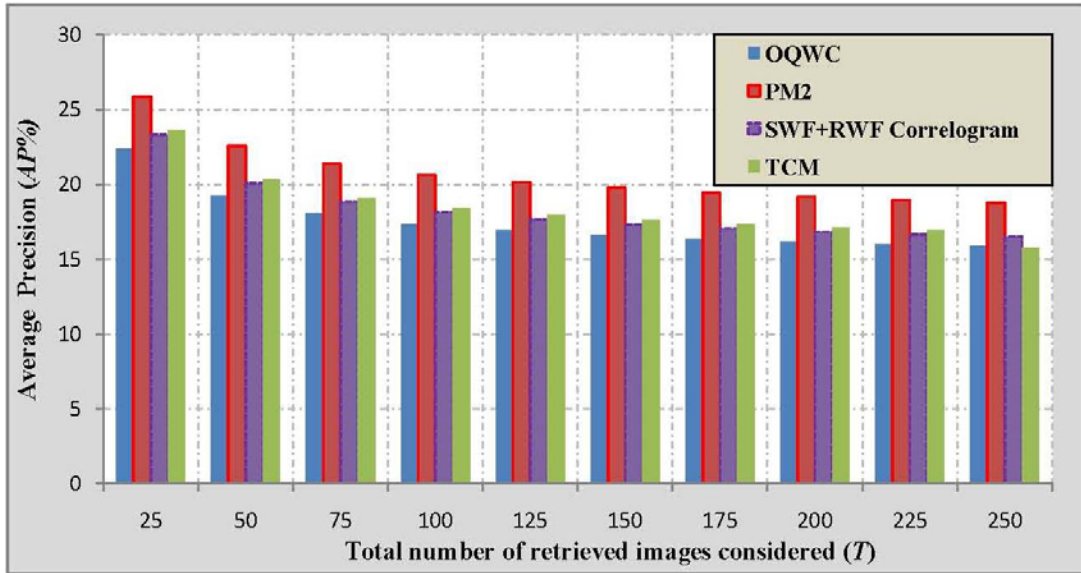 30
25
20
15
10
5
0
Average Precision (AP%)
OQWC
PM2
SWF+RWF Correlogram
TCM
25 50 75 100 125 150 175 200 225 250
Total number of retrieved images considered (T)